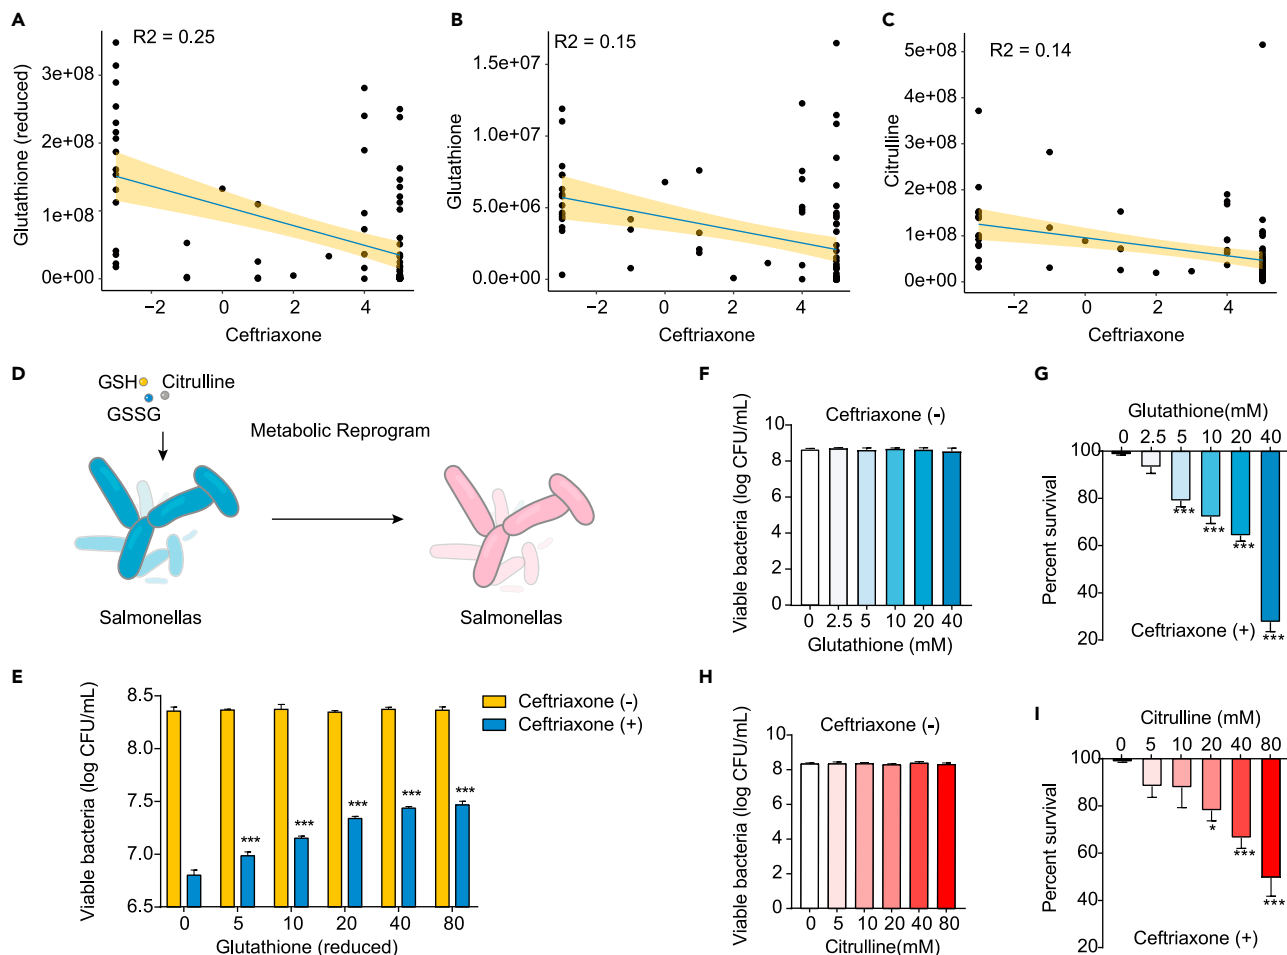 A
R2 = 0.25
Glutathione (reduced)
3e+08
2e+08
1e+08
0e+00
−2
0
2
4
Ceftriaxone
B
R2 = 0.15
Glutathione
1.5e+07
1.0e+07
5.0e+06
0.0e+00
−2
0
2
4
Ceftriaxone
C
R2 = 0.14
Citrulline
5e+08
4e+08
3e+08
2e+08
1e+08
0e+00
−2
0
2
4
Ceftriaxone
D
GSH
Citrulline
GSSG
Metabolic Reprogram
Salmonellas
Salmonellas
E
Viable bacteria (log CFU/mL)
8.5
8.0
7.5
7.0
6.5
Ceftriaxone (-)
Ceftriaxone (+)
***
***
***
***
***
0
5
10
20
40
80
Glutathione (reduced)
F
Ceftriaxone (-)
Viable bacteria (log CFU/mL)
10
8
6
4
2
0
0
2.5
5
10
20
40
Glutathione (mM)
G
Glutathione(mM)
0
2.5
5
10
20
40
Percent survival
100
80
60
40
20
***
***
***
***
Ceftriaxone (+)
H
Ceftriaxone (-)
Viable bacteria (log CFU/mL)
10
8
6
4
2
0
0
5
10
20
40
80
Citrulline(mM)
I
Citrulline (mM)
0
5
10
20
40
80
Percent survival
100
80
60
40
20
*
***
***
Ceftriaxone (+)